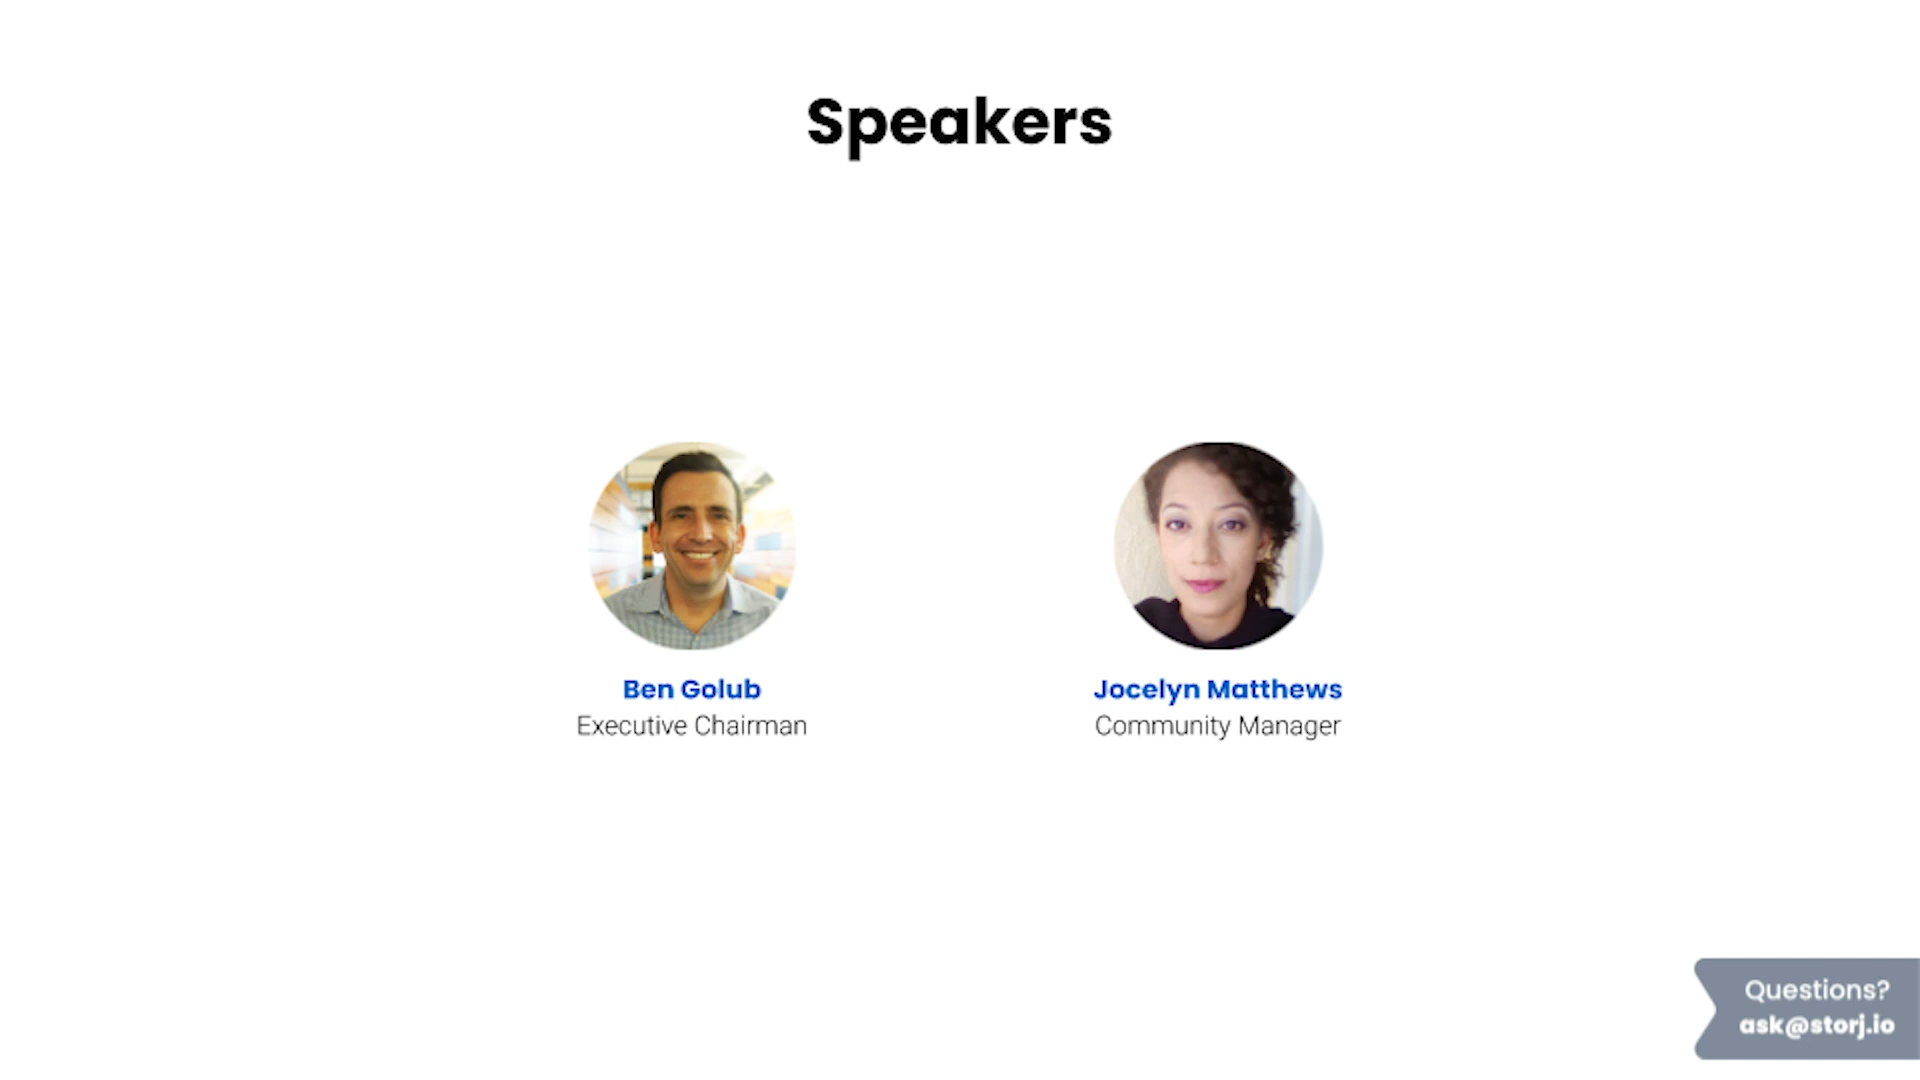 Speakers
Ben Golub
Executive Chairman
Jocelyn Matthews
Community Manager
Questions?
ask@storj.io